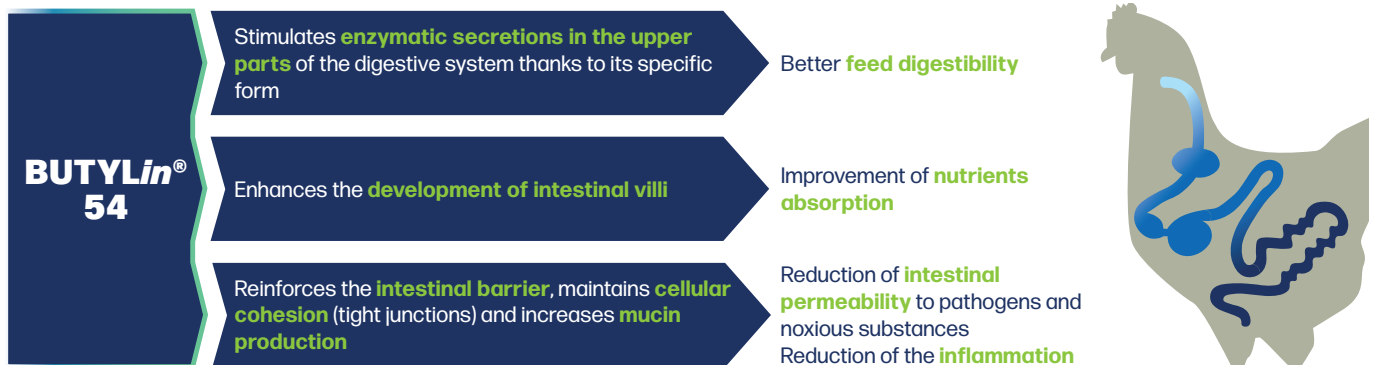 BUTYLin®
54
Stimulates enzymatic secretions in the upper
parts of the digestive system thanks to its specific
form
Better feed digestibility
Enhances the development of intestinal villi
Improvement of nutrients
absorption
Reinforces the intestinal barrier, maintains cellular
cohesion (tight junctions) and increases mucin
production
Reduction of intestinal
permeability to pathogens and
noxious substances
Reduction of the inflammation